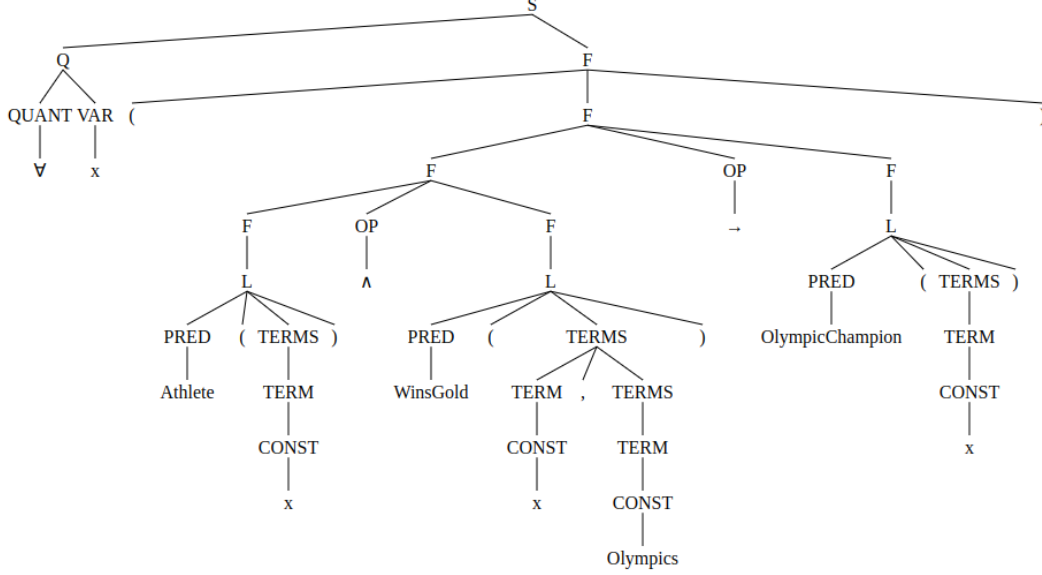 S
Q F
QUANT VAR ( F )
∀ x F OP F
F OP F → L
L ∧ L PRED ( TERMS )
PRED ( TERMS ) PRED ( TERMS ) OlympicChampion TERM
Athlete TERM WinsGold TERM , TERMS CONST
CONST CONST TERM x
x x CONST
Olympics